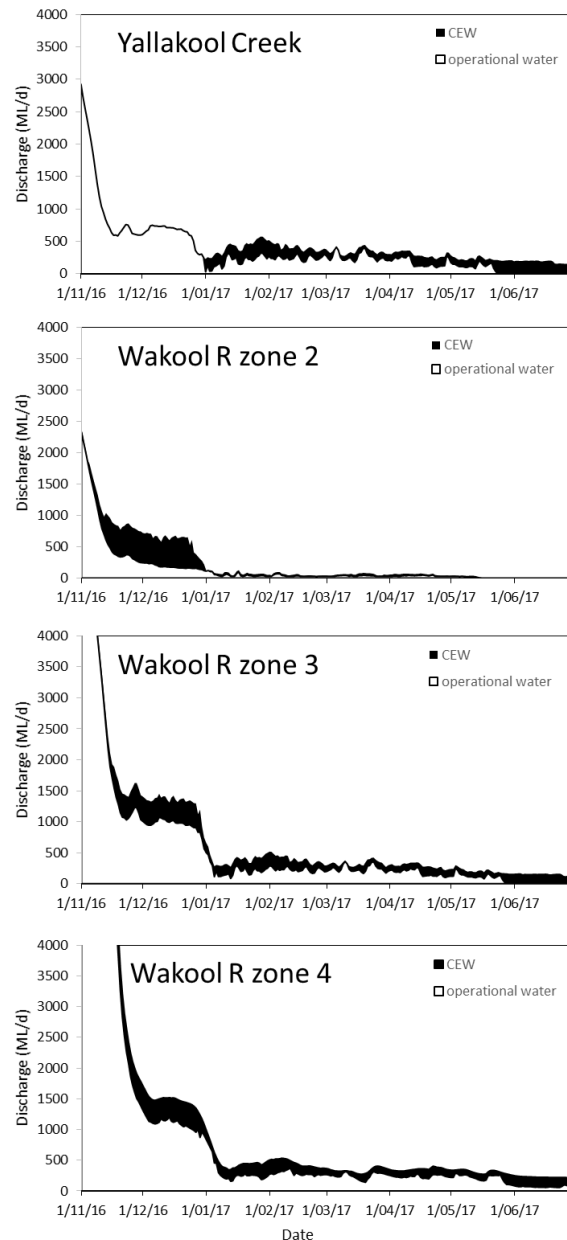 Yallakool Creek
CEW
operational water
Discharge (ML/d)
4000
3500
3000
2500
2000
1500
1000
500
0
1/11/16 1/12/16 1/01/17 1/02/17 1/03/17 1/04/17 1/05/17 1/06/17
Wakool R zone 2
CEW
operational water
Discharge (ML/d)
4000
3500
3000
2500
2000
1500
1000
500
0
1/11/16 1/12/16 1/01/17 1/02/17 1/03/17 1/04/17 1/05/17 1/06/17
Wakool R zone 3
CEW
operational water
Discharge (ML/d)
4000
3500
3000
2500
2000
1500
1000
500
0
1/11/16 1/12/16 1/01/17 1/02/17 1/03/17 1/04/17 1/05/17 1/06/17
Wakool R zone 4
CEW
operational water
Discharge (ML/d)
4000
3500
3000
2500
2000
1500
1000
500
0
1/11/16 1/12/16 1/01/17 1/02/17 1/03/17 1/04/17 1/05/17 1/06/17
Date